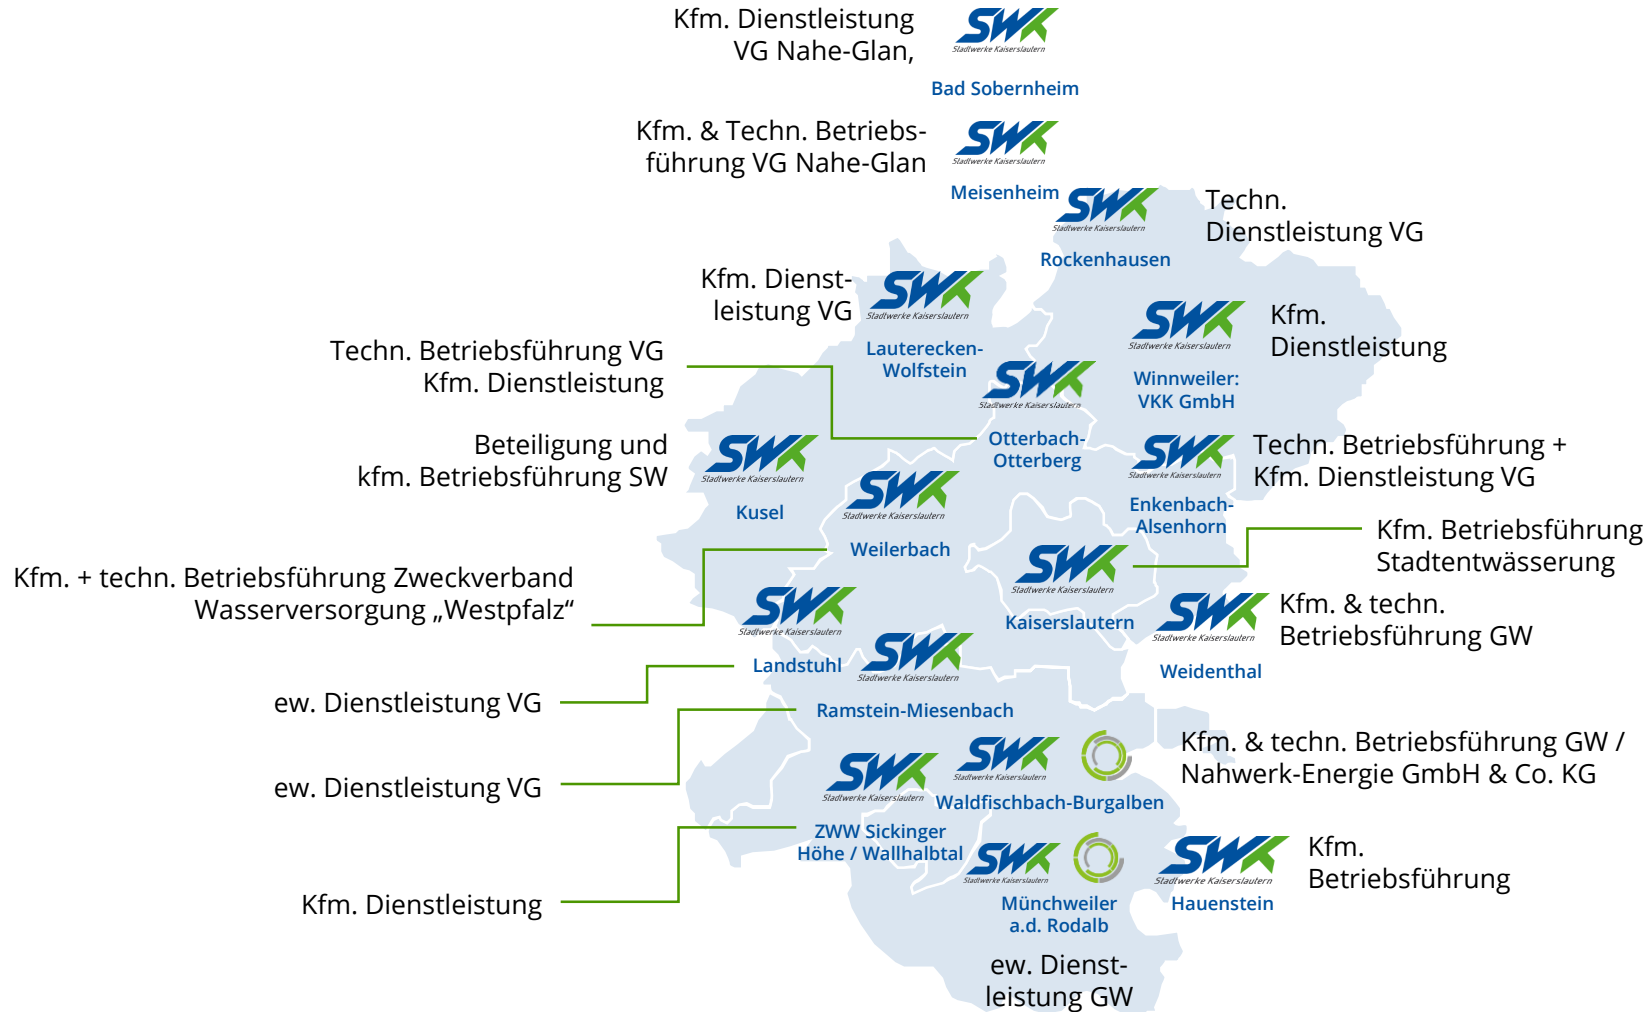 Kfm. Dienstleistung
VG Nahe-Glan,
SWK
Stadtwerke Kaiserslautern
Bad Sobernheim
Kfm. & Techn. Betriebs-
führung VG Nahe-Glan
SWK
Stadtwerke Kaiserslautern
Meisenheim
SWK
Stadtwerke Kaiserslautern
Rockenhausen
Techn.
Dienstleistung VG
Kfm. Dienst-
leistung VG
SWK
Stadtwerke Kaiserslautern
Lauterecken-
Wolfstein
SWK
Stadtwerke Kaiserslautern
Winnweiler:
VKK GmbH
Kfm.
Dienstleistung
Techn. Betriebsführung VG
Kfm. Dienstleistung
SWK
Stadtwerke Kaiserslautern
Otterbach-
Otterberg
Beteiligung und
kfm. Betriebsführung SW
SWK
Stadtwerke Kaiserslautern
Kusel
SWK
Stadtwerke Kaiserslautern
Enkenbach-
Alsenhorn
Techn. Betriebsführung +
Kfm. Dienstleistung VG
SWK
Stadtwerke Kaiserslautern
Weilerbach
Kfm. + techn. Betriebsführung Zweckverband
Wasserversorgung „Westpfalz“
SWK
Stadtwerke Kaiserslautern
Kaiserslautern
Kfm. Betriebsführung
Stadtentwässerung
SWK
Stadtwerke Kaiserslautern
Landstuhl
ew. Dienstleistung VG
SWK
Stadtwerke Kaiserslautern
Weidenthal
Kfm. & techn.
Betriebsführung GW
SWK
Stadtwerke Kaiserslautern
Ramstein-Miesenbach
ew. Dienstleistung VG
SWK
Stadtwerke Kaiserslautern
Waldfischbach-Burgalben
Kfm. & techn. Betriebsführung GW /
Nahwerk-Energie GmbH & Co. KG
SWK
Stadtwerke Kaiserslautern
ZWW Sickinger
Höhe / Wallhalbtal
Kfm. Dienstleistung
SWK
Stadtwerke Kaiserslautern
Münchweiler
a.d. Rodalb
ew. Dienst-
leistung GW
SWK
Stadtwerke Kaiserslautern
Hauenstein
Kfm.
Betriebsführung